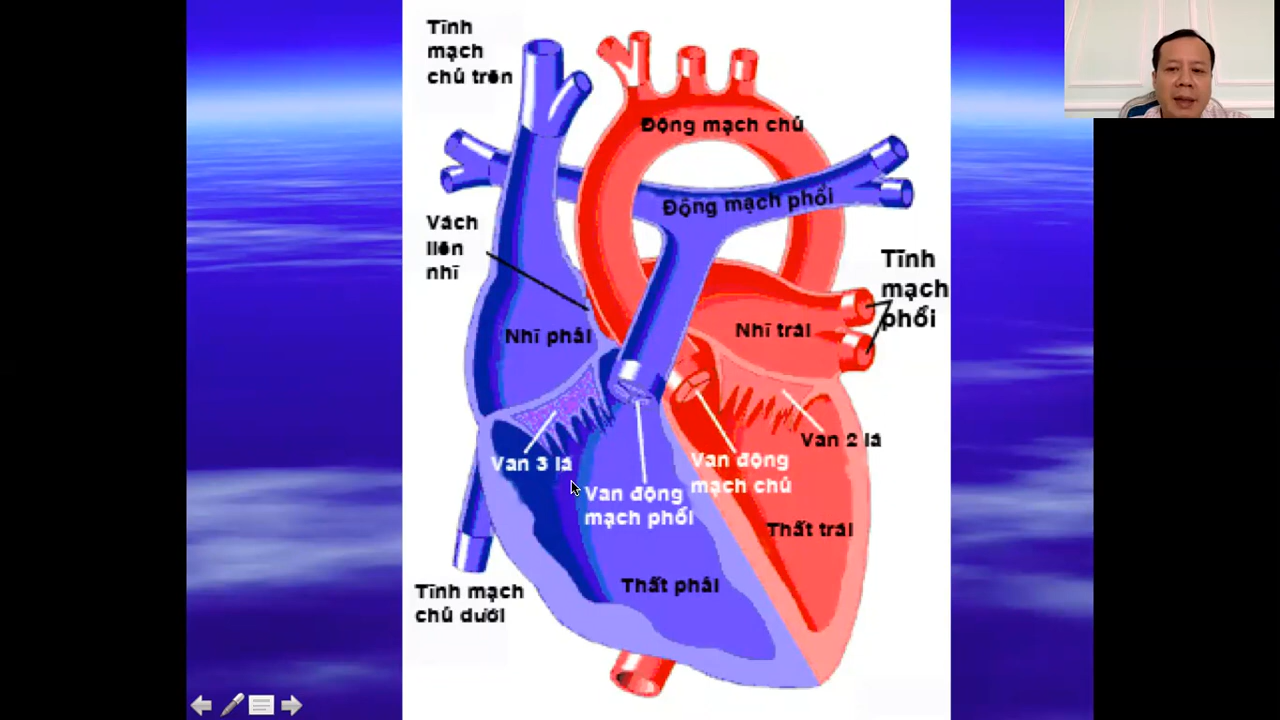 Tĩnh
mạch
chủ trên
Động mạch chủ
Động mạch phổi
Vách
liên
nhĩ
Tĩnh
mạch
phổi
Nhĩ phải
Nhĩ trái
Van 2 lá
Van 3 lá
Van động
mạch chủ
Van động
mạch phổi
Thất trái
Thất phải
Tĩnh mạch
chủ dưới